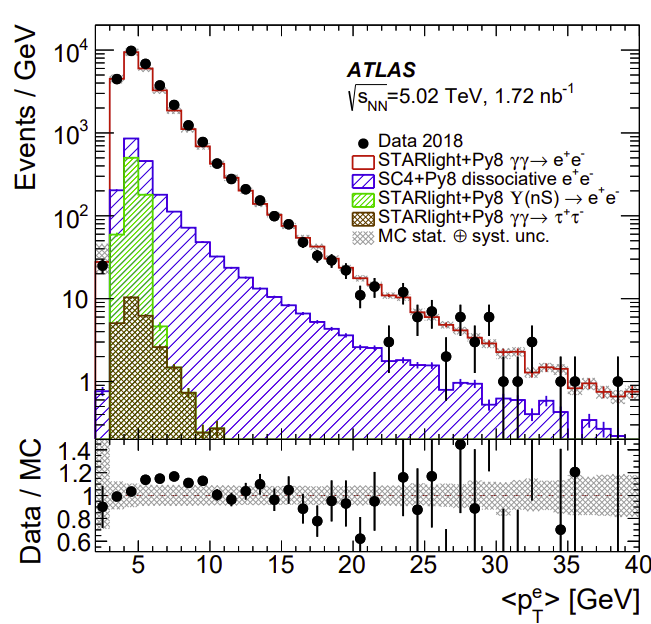 Events / GeV
10⁴
10³
10²
10
1
ATLAS
√s_NN=5.02 TeV, 1.72 nb⁻¹
Data 2018
STARlight+Py8 γγ→ e⁺e⁻
SC4+Py8 dissociative e⁺e⁻
STARlight+Py8 Υ(nS) → e⁺e⁻
STARlight+Py8 γγ→ τ⁺τ⁻
MC stat. ⊕ syst. unc.
Data / MC
1.4
1.2
1
0.8
0.6
5 10 15 20 25 30 35 40
<p_T^e> [GeV]